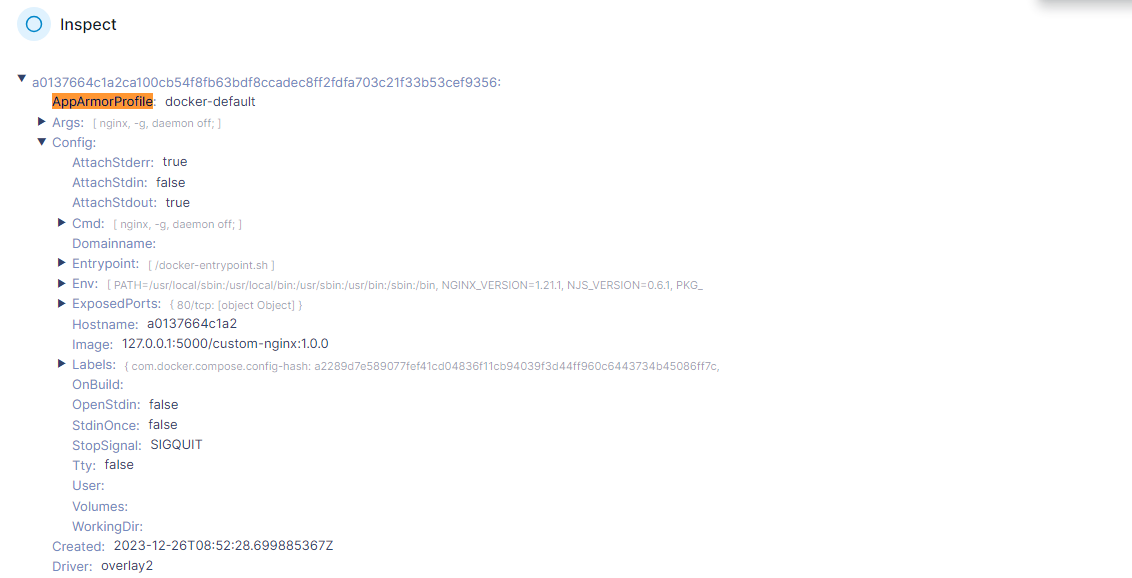 Inspect
a0137664c1a2ca100cb54f8fb63bdf8ccadec8ff2fdfa703c21f33b53cef9356:
AppArmorProfile: docker-default
Args: [ nginx, -g, daemon off; ]
Config:
AttachStderr: true
AttachStdin: false
AttachStdout: true
Cmd: [ nginx, -g, daemon off; ]
Domainname:
Entrypoint: [ /docker-entrypoint.sh ]
Env: [ PATH=/usr/local/sbin:/usr/local/bin:/usr/sbin:/usr/bin:/sbin:/bin, NGINX_VERSION=1.21.1, NJS_VERSION=0.6.1, PKG_
ExposedPorts: { 80/tcp: [object Object] }
Hostname: a0137664c1a2
Image: 127.0.0.1:5000/custom-nginx:1.0.0
Labels: { com.docker.compose.config-hash: a2289d7e589077fef41cd04836f11cb94039f3d44ff960c6443734b45086ff7c,
OnBuild:
OpenStdin: false
StdinOnce: false
StopSignal: SIGQUIT
Tty: false
User:
Volumes:
WorkingDir:
Created: 2023-12-26T08:52:28.699885367Z
Driver: overlay2